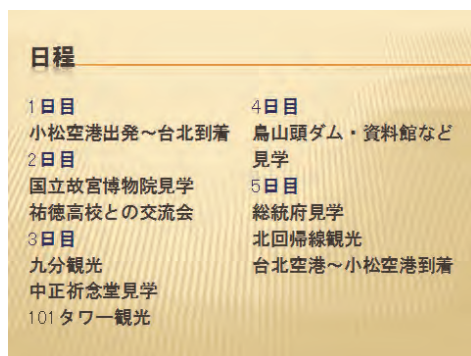 日程
1日目
小松空港出発～台北到着
2日目
国立故宮博物院見学
祐徳高校との交流会
3日目
九分観光
中正祈念堂見学
101タワー観光
4日目
烏山頭ダム・資料館など
見学
5日目
総統府見学
北回帰線観光
台北空港～小松空港到着